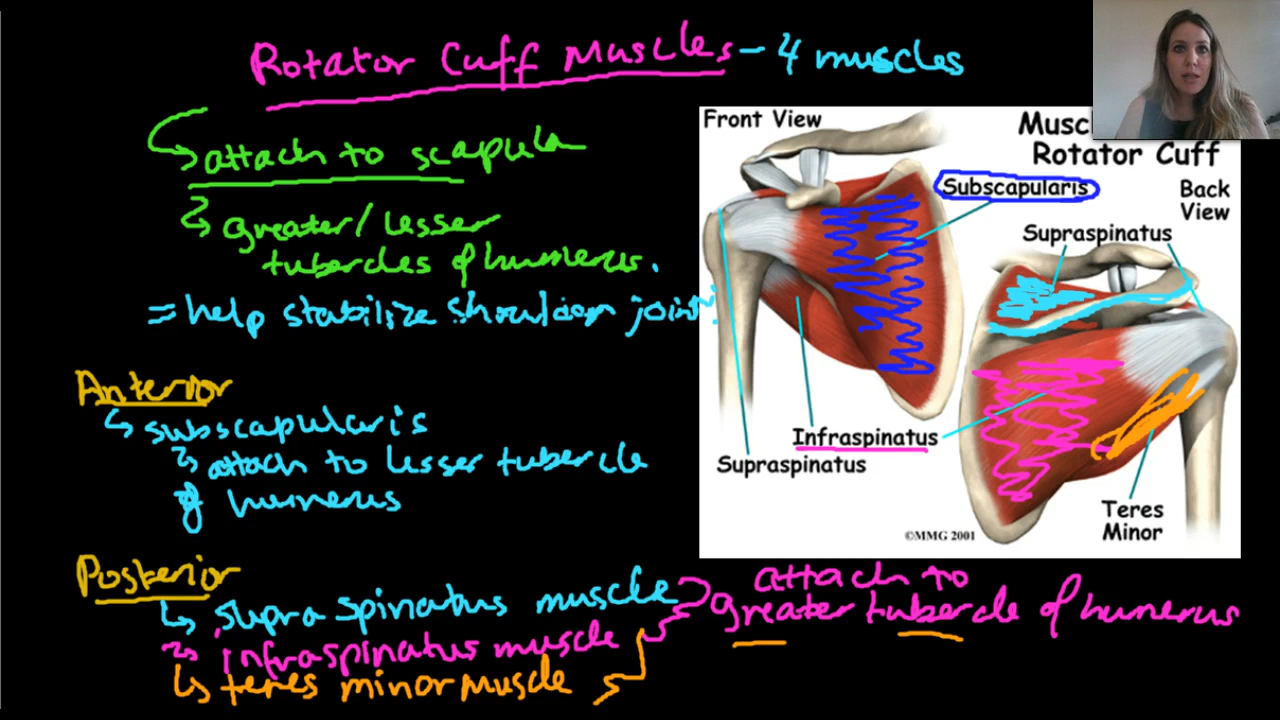 Rotator Cuff Muscles - 4 muscles
attach to scapula
greater/lesser
tubercles of humerus.
= help stabilize shoulder joint
Anterior
subscapularis
attach to lesser tubercle
of humerus
Posterior
supraspinatus muscle
infraspinatus muscle
teres minor muscle
attach to
greater tubercle of humerus
Front View
Rotator Cuff
Subscapularis
Back
View
Supraspinatus
Infraspinatus
Supraspinatus
Teres
Minor
©MMG 2001